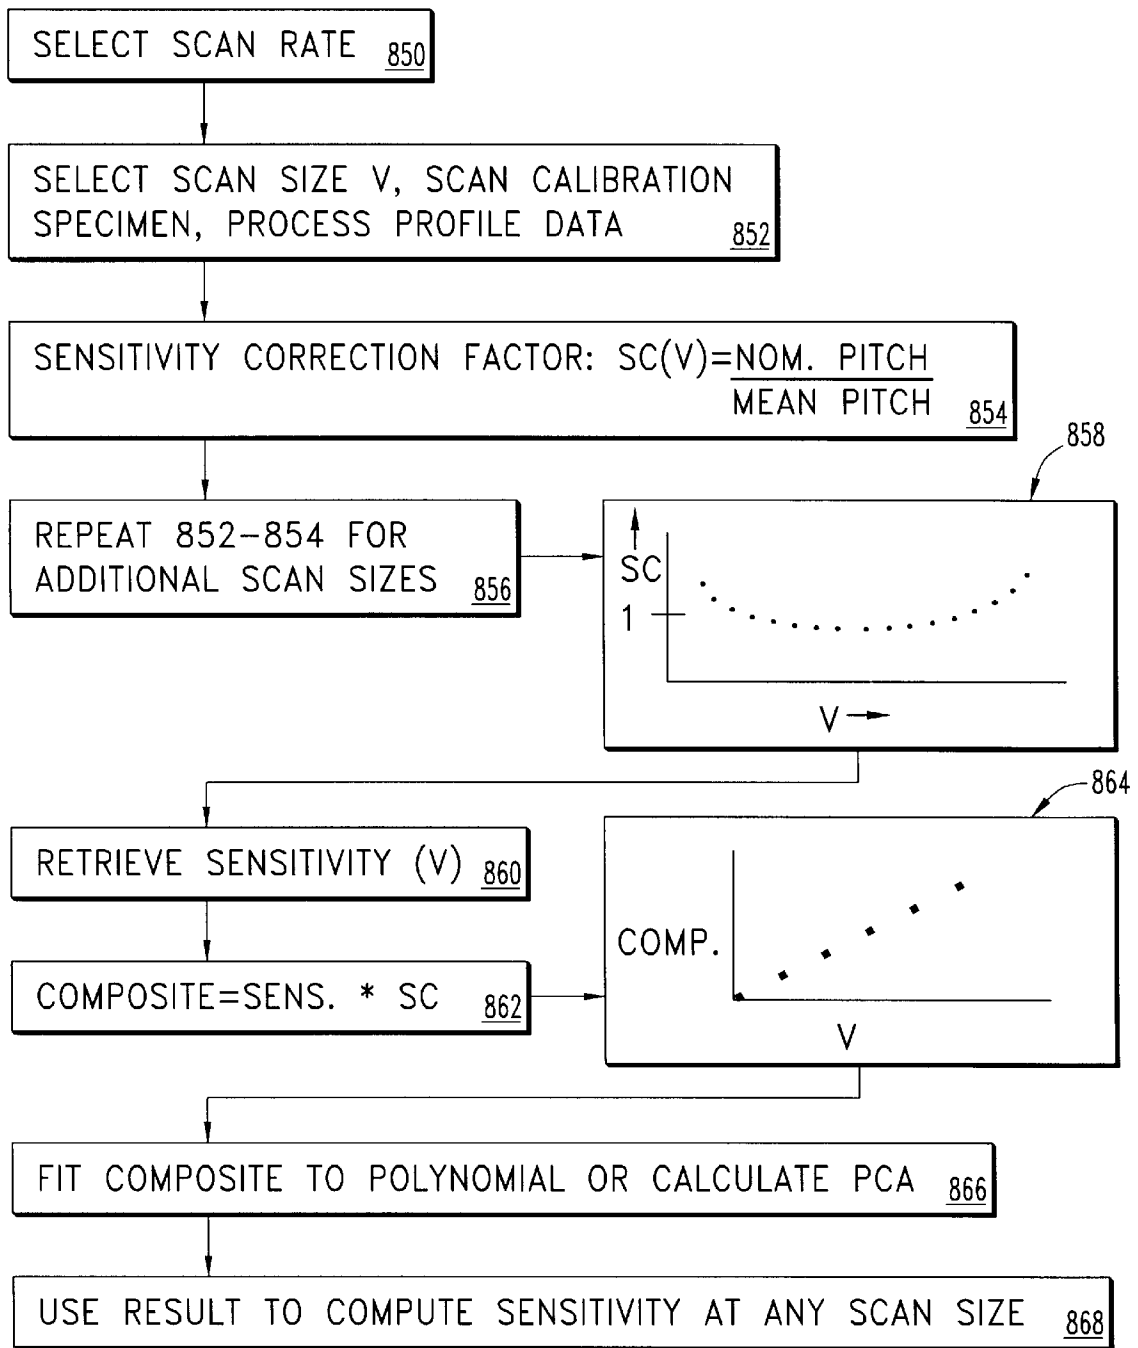 SELECT SCAN RATE 850
SELECT SCAN SIZE V, SCAN CALIBRATION
SPECIMEN, PROCESS PROFILE DATA 852
SENSITIVITY CORRECTION FACTOR: SC(V)=NOM. PITCH
MEAN PITCH 854
858
REPEAT 852-854 FOR
ADDITIONAL SCAN SIZES 856
SC
1
V
864
RETRIEVE SENSITIVITY (V) 860
COMPOSITE=SENS. * SC 862
COMP.
V
FIT COMPOSITE TO POLYNOMIAL OR CALCULATE PCA 866
USE RESULT TO COMPUTE SENSITIVITY AT ANY SCAN SIZE 868